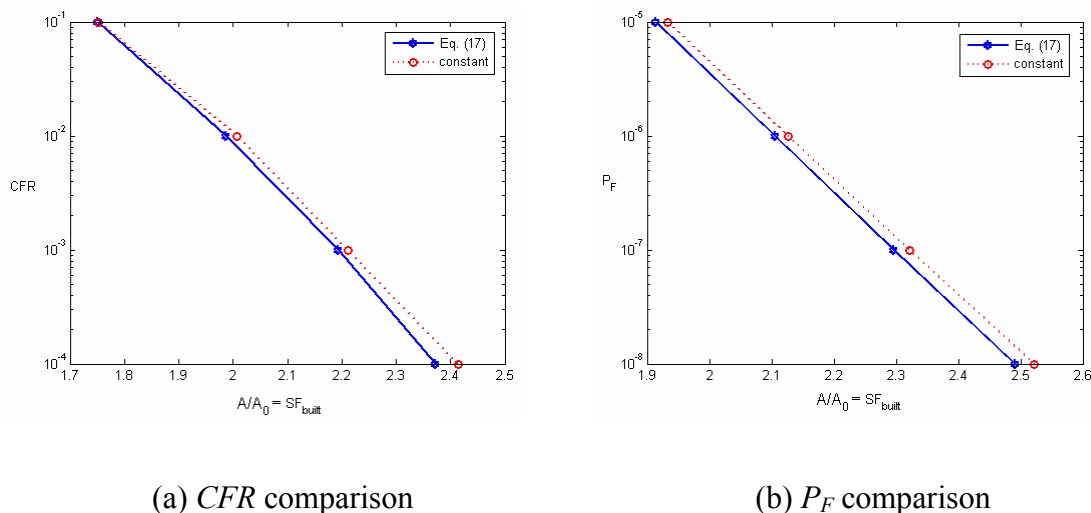 10^-1
10^-2
10^-3
10^-4
CFR
1.7 1.8 1.9 2 2.1 2.2 2.3 2.4 2.5
A/A_0 = SF_built
Eq. (17)
constant
10^-5
10^-6
10^-7
10^-8
P_F
1.9 2 2.1 2.2 2.3 2.4 2.5 2.6
A/A_0 = SF_built
Eq. (17)
constant
(a) CFR comparison
(b) P_F comparison